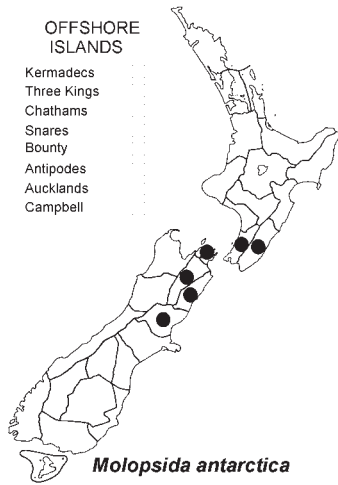 OFFSHORE
ISLANDS
Kermadecs
Three Kings
Chathams
Snares
Bounty
Antipodes
Aucklands
Campbell
Molopsida antarctica